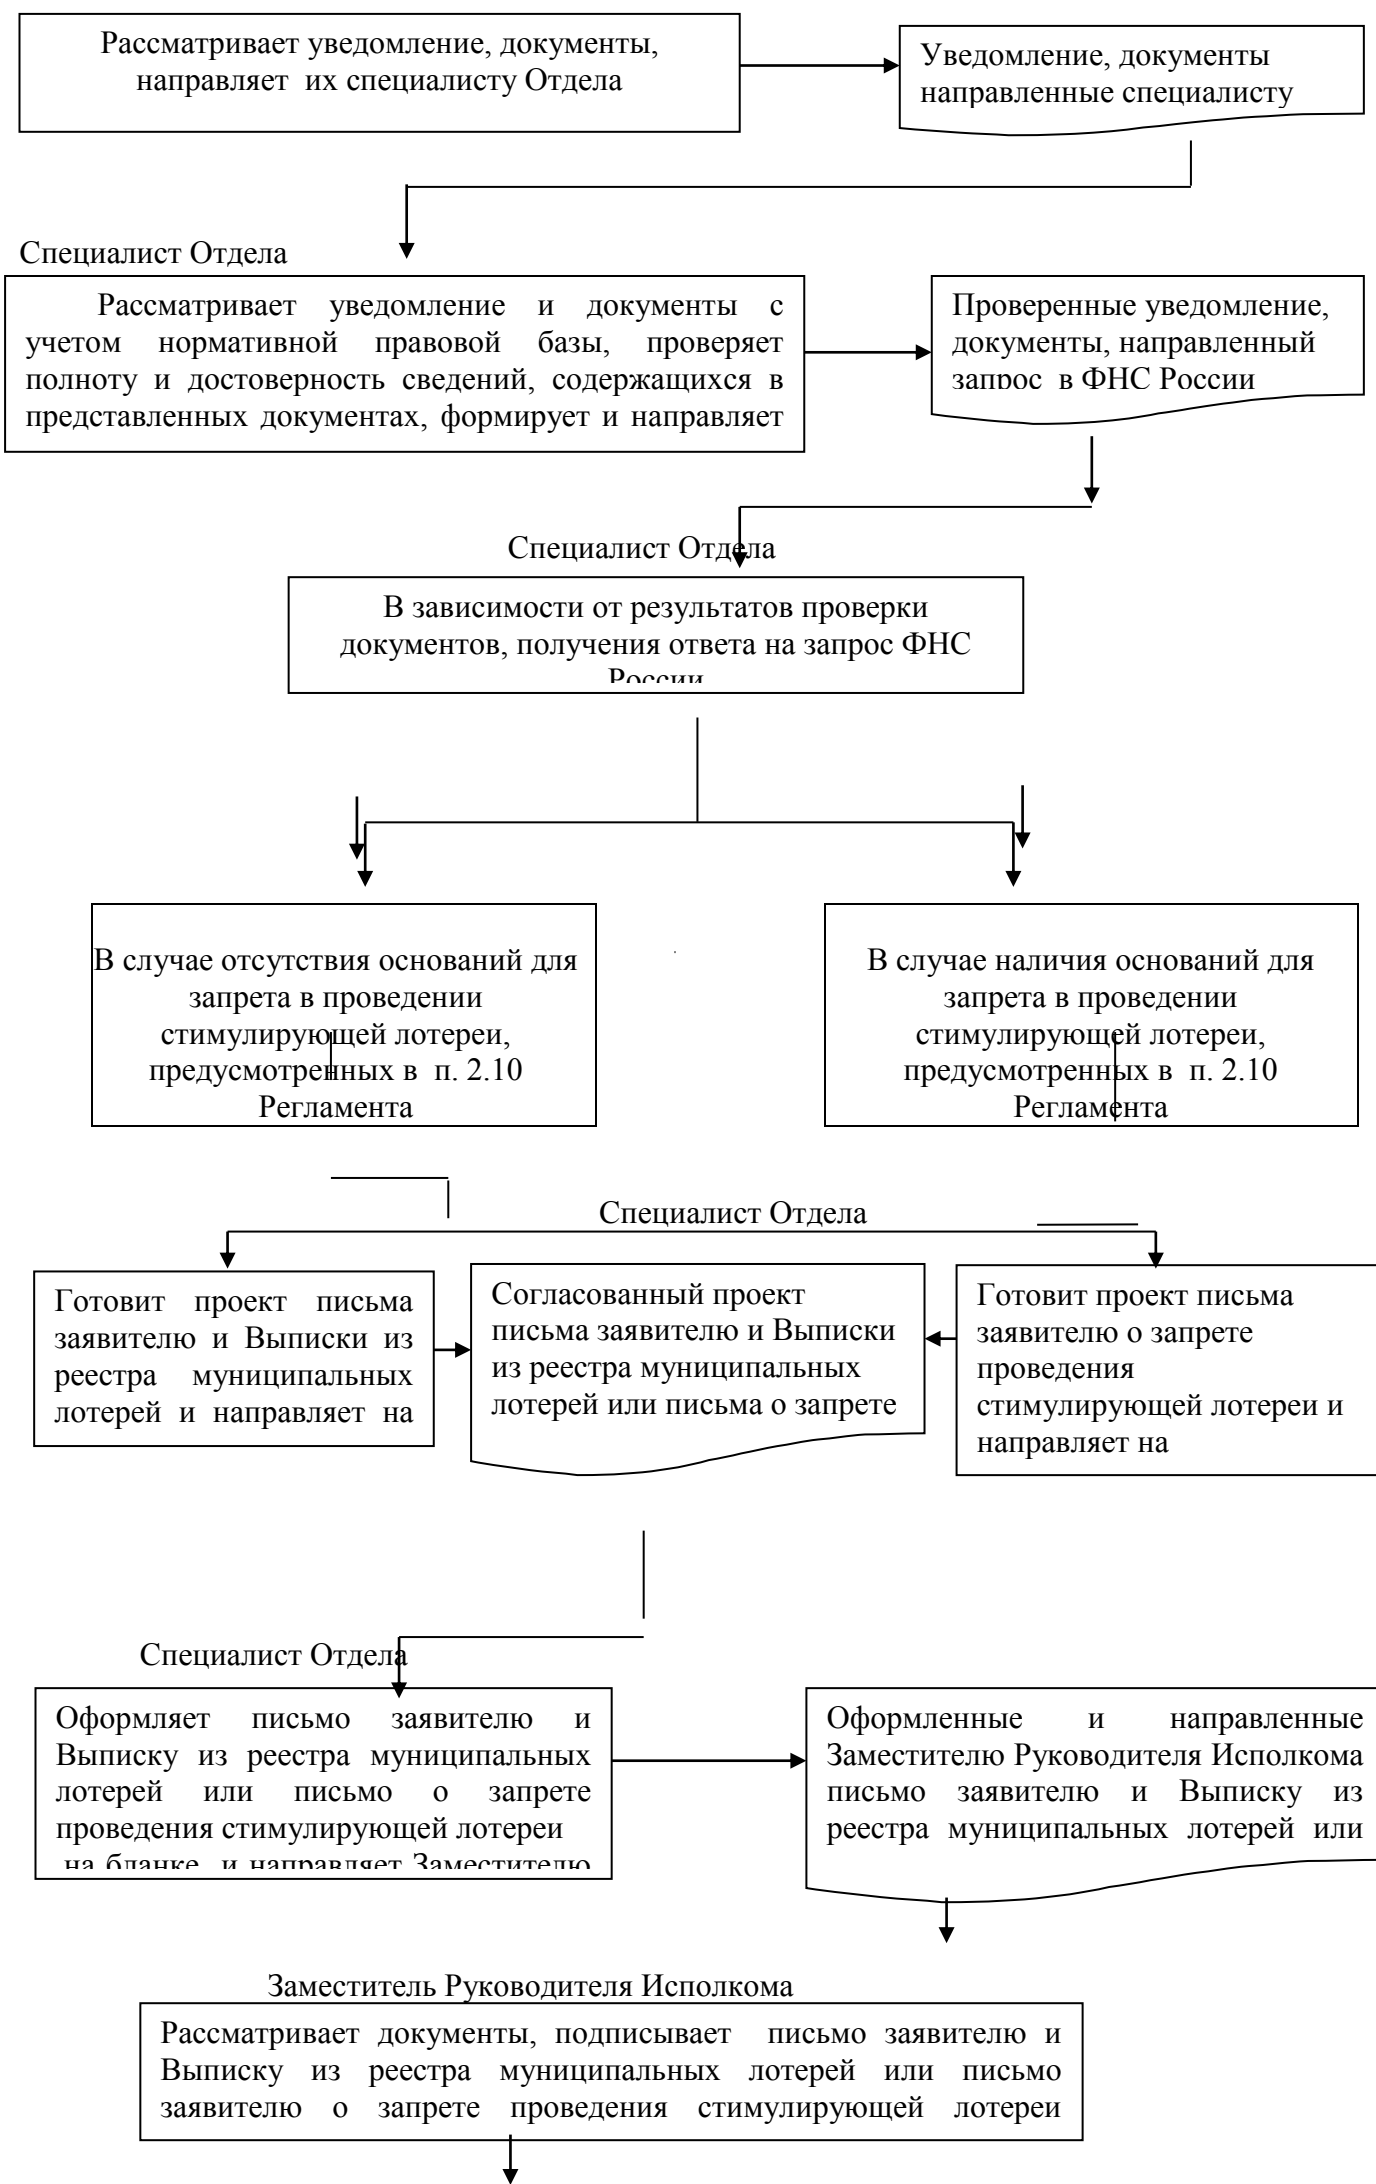 Рассматривает уведомление, документы,
направляет их специалисту Отдела
Уведомление, документы
направленные специалисту
Специалист Отдела
Рассматривает уведомление и документы с
учетом нормативной правовой базы, проверяет
полноту и достоверность сведений, содержащихся в
представленных документах, формирует и направляет
Проверенные уведомление,
документы, направленный
запрос в ФНС России
Специалист Отдела
В зависимости от результатов проверки
документов, получения ответа на запрос ФНС
России
В случае отсутствия оснований для
запрета в проведении
стимулирующей лотереи,
предусмотренных в п. 2.10
Регламента
В случае наличия оснований для
запрета в проведении
стимулирующей лотереи,
предусмотренных в п. 2.10
Регламента
Специалист Отдела
Готовит проект письма
заявителю и Выписки из
реестра муниципальных
лотерей и направляет на
Согласованный проект
письма заявителю и Выписки
из реестра муниципальных
лотерей или письма о запрете
Готовит проект письма
заявителю о запрете
проведения
стимулирующей лотереи и
направляет на
Специалист Отдела
Оформляет письмо заявителю и
Выписку из реестра муниципальных
лотерей или письмо о запрете
проведения стимулирующей лотереи
на бланке и направляет Заместителю
Оформленные и направленные
Заместителю Руководителя Исполкома
письмо заявителю и Выписку из
реестра муниципальных лотерей или
Заместитель Руководителя Исполкома
Рассматривает документы, подписывает письмо заявителю и
Выписку из реестра муниципальных лотерей или письмо
заявителю о запрете проведения стимулирующей лотереи